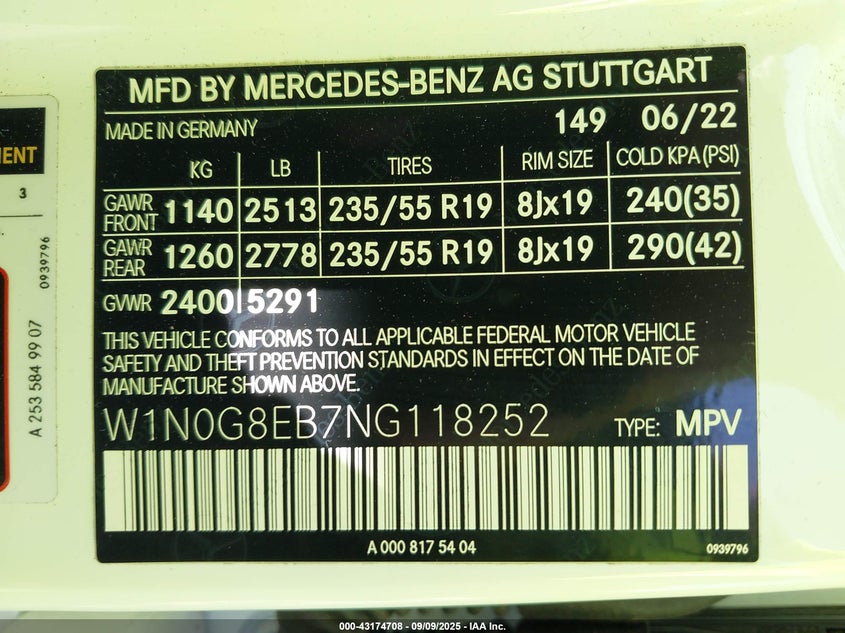 MFD BY MERCEDES-BENZ AG STUTTGART
MADE IN GERMANY 149 06/22
KG LB TIRES RIM SIZE COLD KPA(PSI)
GAWR FRONT 1140 2513 235/55 R19 8Jx19 240(35)
GAWR REAR 1260 2778 235/55 R19 8Jx19 290(42)
GVWR 2400 5291
THIS VEHICLE CONFORMS TO ALL APPLICABLE FEDERAL MOTOR VEHICLE
SAFETY AND THEFT PREVENTION STANDARDS IN EFFECT ON THE DATE OF
MANUFACTURE SHOWN ABOVE.
W1N0G8EB7NG118252 TYPE: MPV
A 000 817 54 04 0939796
MENT
3
0939796
A 253 584 99 07
000-43174708 - 09/09/2025 - IAA Inc.